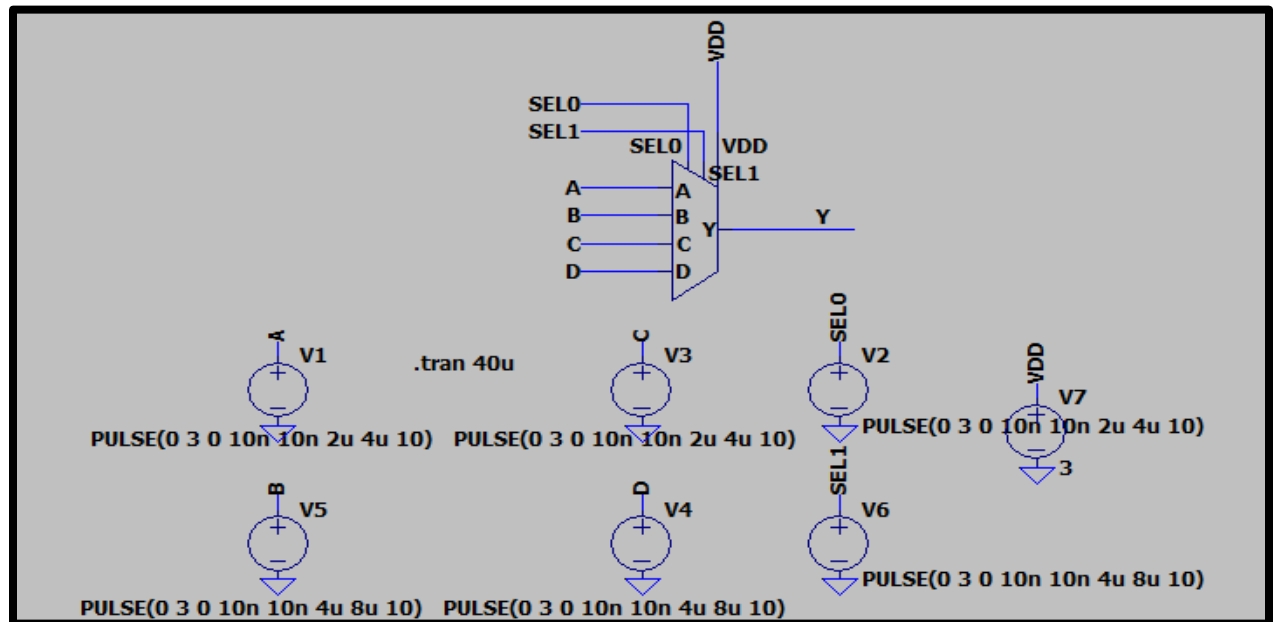 VDD
SEL0
SEL1
SEL0 VDD
SEL1
A A
B B
Y Y
C C
D D
A V1
.tran 40u
C V3
SEL0 V2
VDD V7
PULSE(0 3 0 10n 10n 2u 4u 10)
PULSE(0 3 0 10n 10n 2u 4u 10)
PULSE(0 3 0 10n 10n 2u 4u 10)
3
B V5
D V4
SEL1 V6
PULSE(0 3 0 10n 10n 4u 8u 10)
PULSE(0 3 0 10n 10n 4u 8u 10)
PULSE(0 3 0 10n 10n 4u 8u 10)